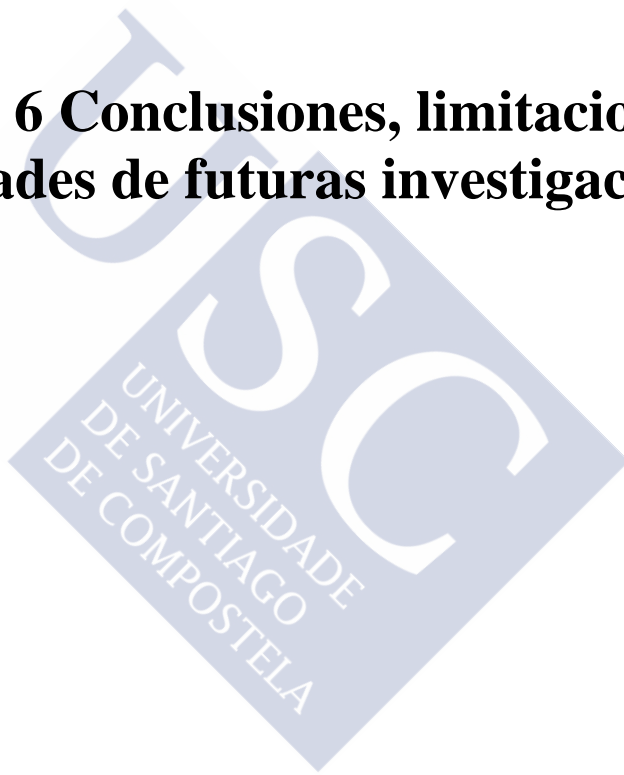 6 Conclusiones, limitacio
ades de futuras investigac
USC
UNIVERSIDADE
DE SANTIAGO
DE COMPOSTELA